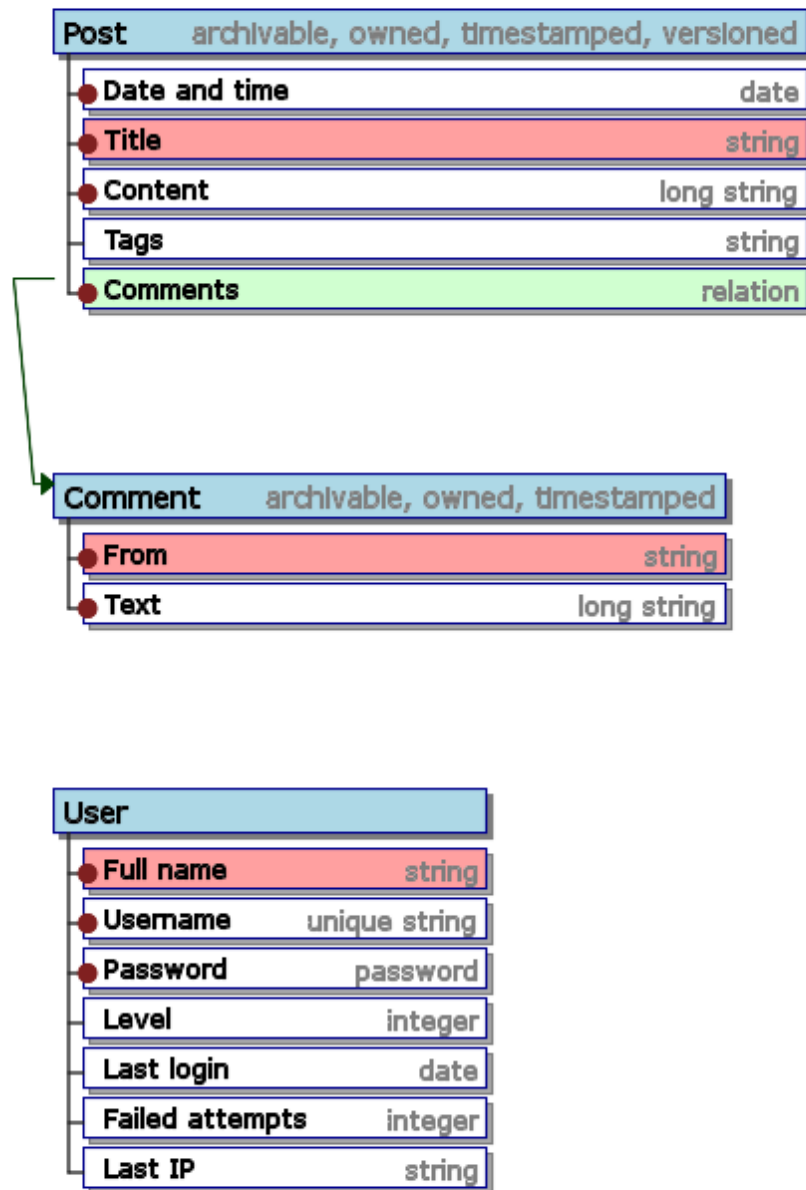 Post archivable, owned, timestamped, versioned
Date and time date
Title string
Content long string
Tags string
Comments relation
Comment archivable, owned, timestamped
From string
Text long string
User
Full name string
Username unique string
Password password
Level integer
Last login date
Failed attempts integer
Last IP string